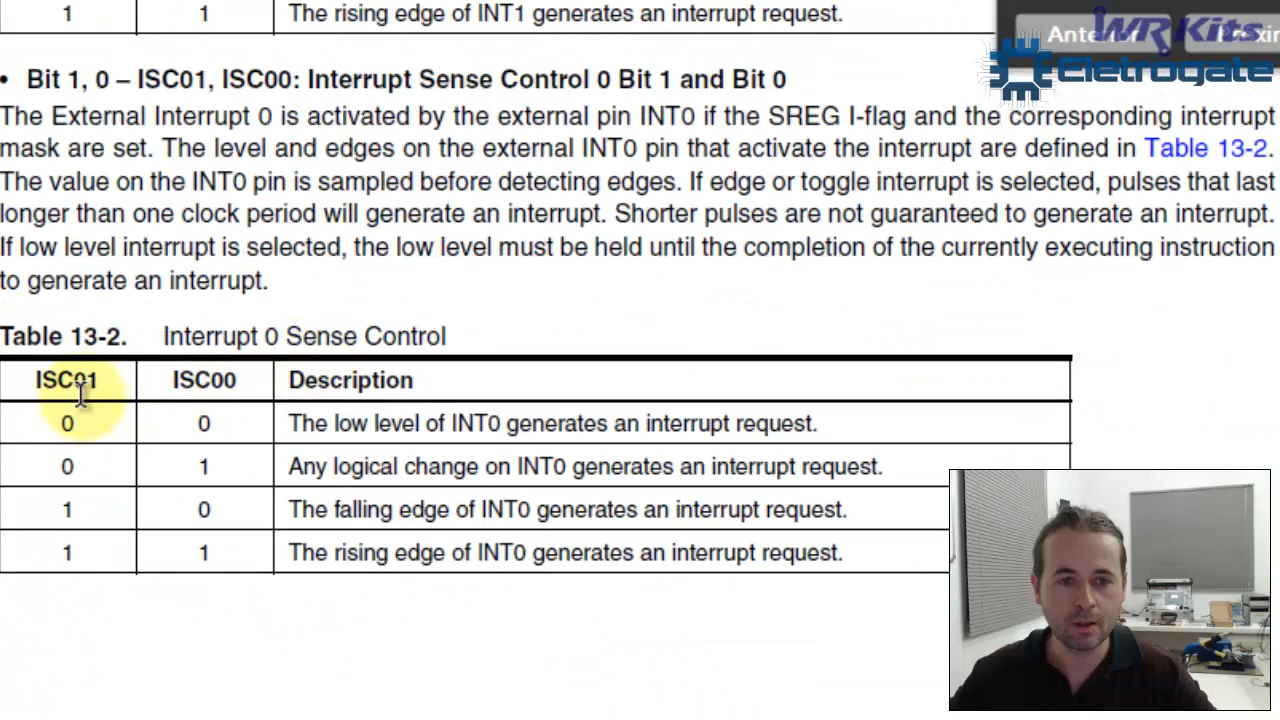 1 1 The rising edge of INT1 generates an interrupt request.
WR Kits
Anterior
Eletrogate
• Bit 1, 0 – ISC01, ISC00: Interrupt Sense Control 0 Bit 1 and Bit 0
The External Interrupt 0 is activated by the external pin INT0 if the SREG I-flag and the corresponding interrupt
mask are set. The level and edges on the external INT0 pin that activate the interrupt are defined in Table 13-2.
The value on the INT0 pin is sampled before detecting edges. If edge or toggle interrupt is selected, pulses that last
longer than one clock period will generate an interrupt. Shorter pulses are not guaranteed to generate an interrupt.
If low level interrupt is selected, the low level must be held until the completion of the currently executing instruction
to generate an interrupt.
Table 13-2. Interrupt 0 Sense Control
ISC01 ISC00 Description
0 0 The low level of INT0 generates an interrupt request.
0 1 Any logical change on INT0 generates an interrupt request.
1 0 The falling edge of INT0 generates an interrupt request.
1 1 The rising edge of INT0 generates an interrupt request.